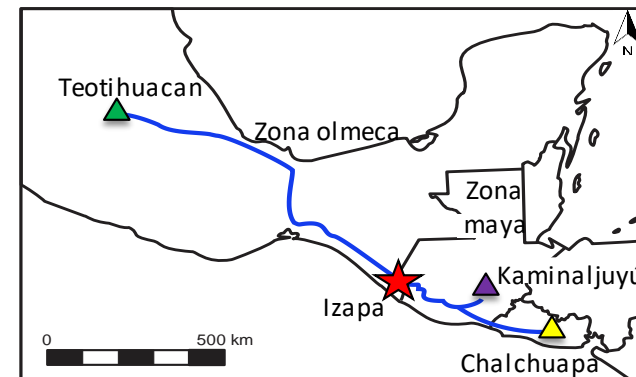 N
Teotihuacan
Zona olmeca
Zona
maya
Kaminaljuyú
Izapa
0 500 km
Chalchuapa